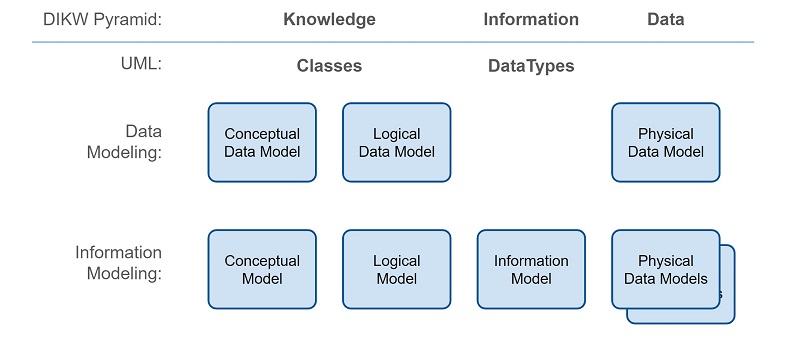 DIKW Pyramid: Knowledge Information Data
UML: Classes DataTypes
Data
Modeling:
Conceptual
Data Model
Logical
Data Model
Physical
Data Model
Information
Modeling:
Conceptual
Model
Logical
Model
Information
Model
Physical
Data Models